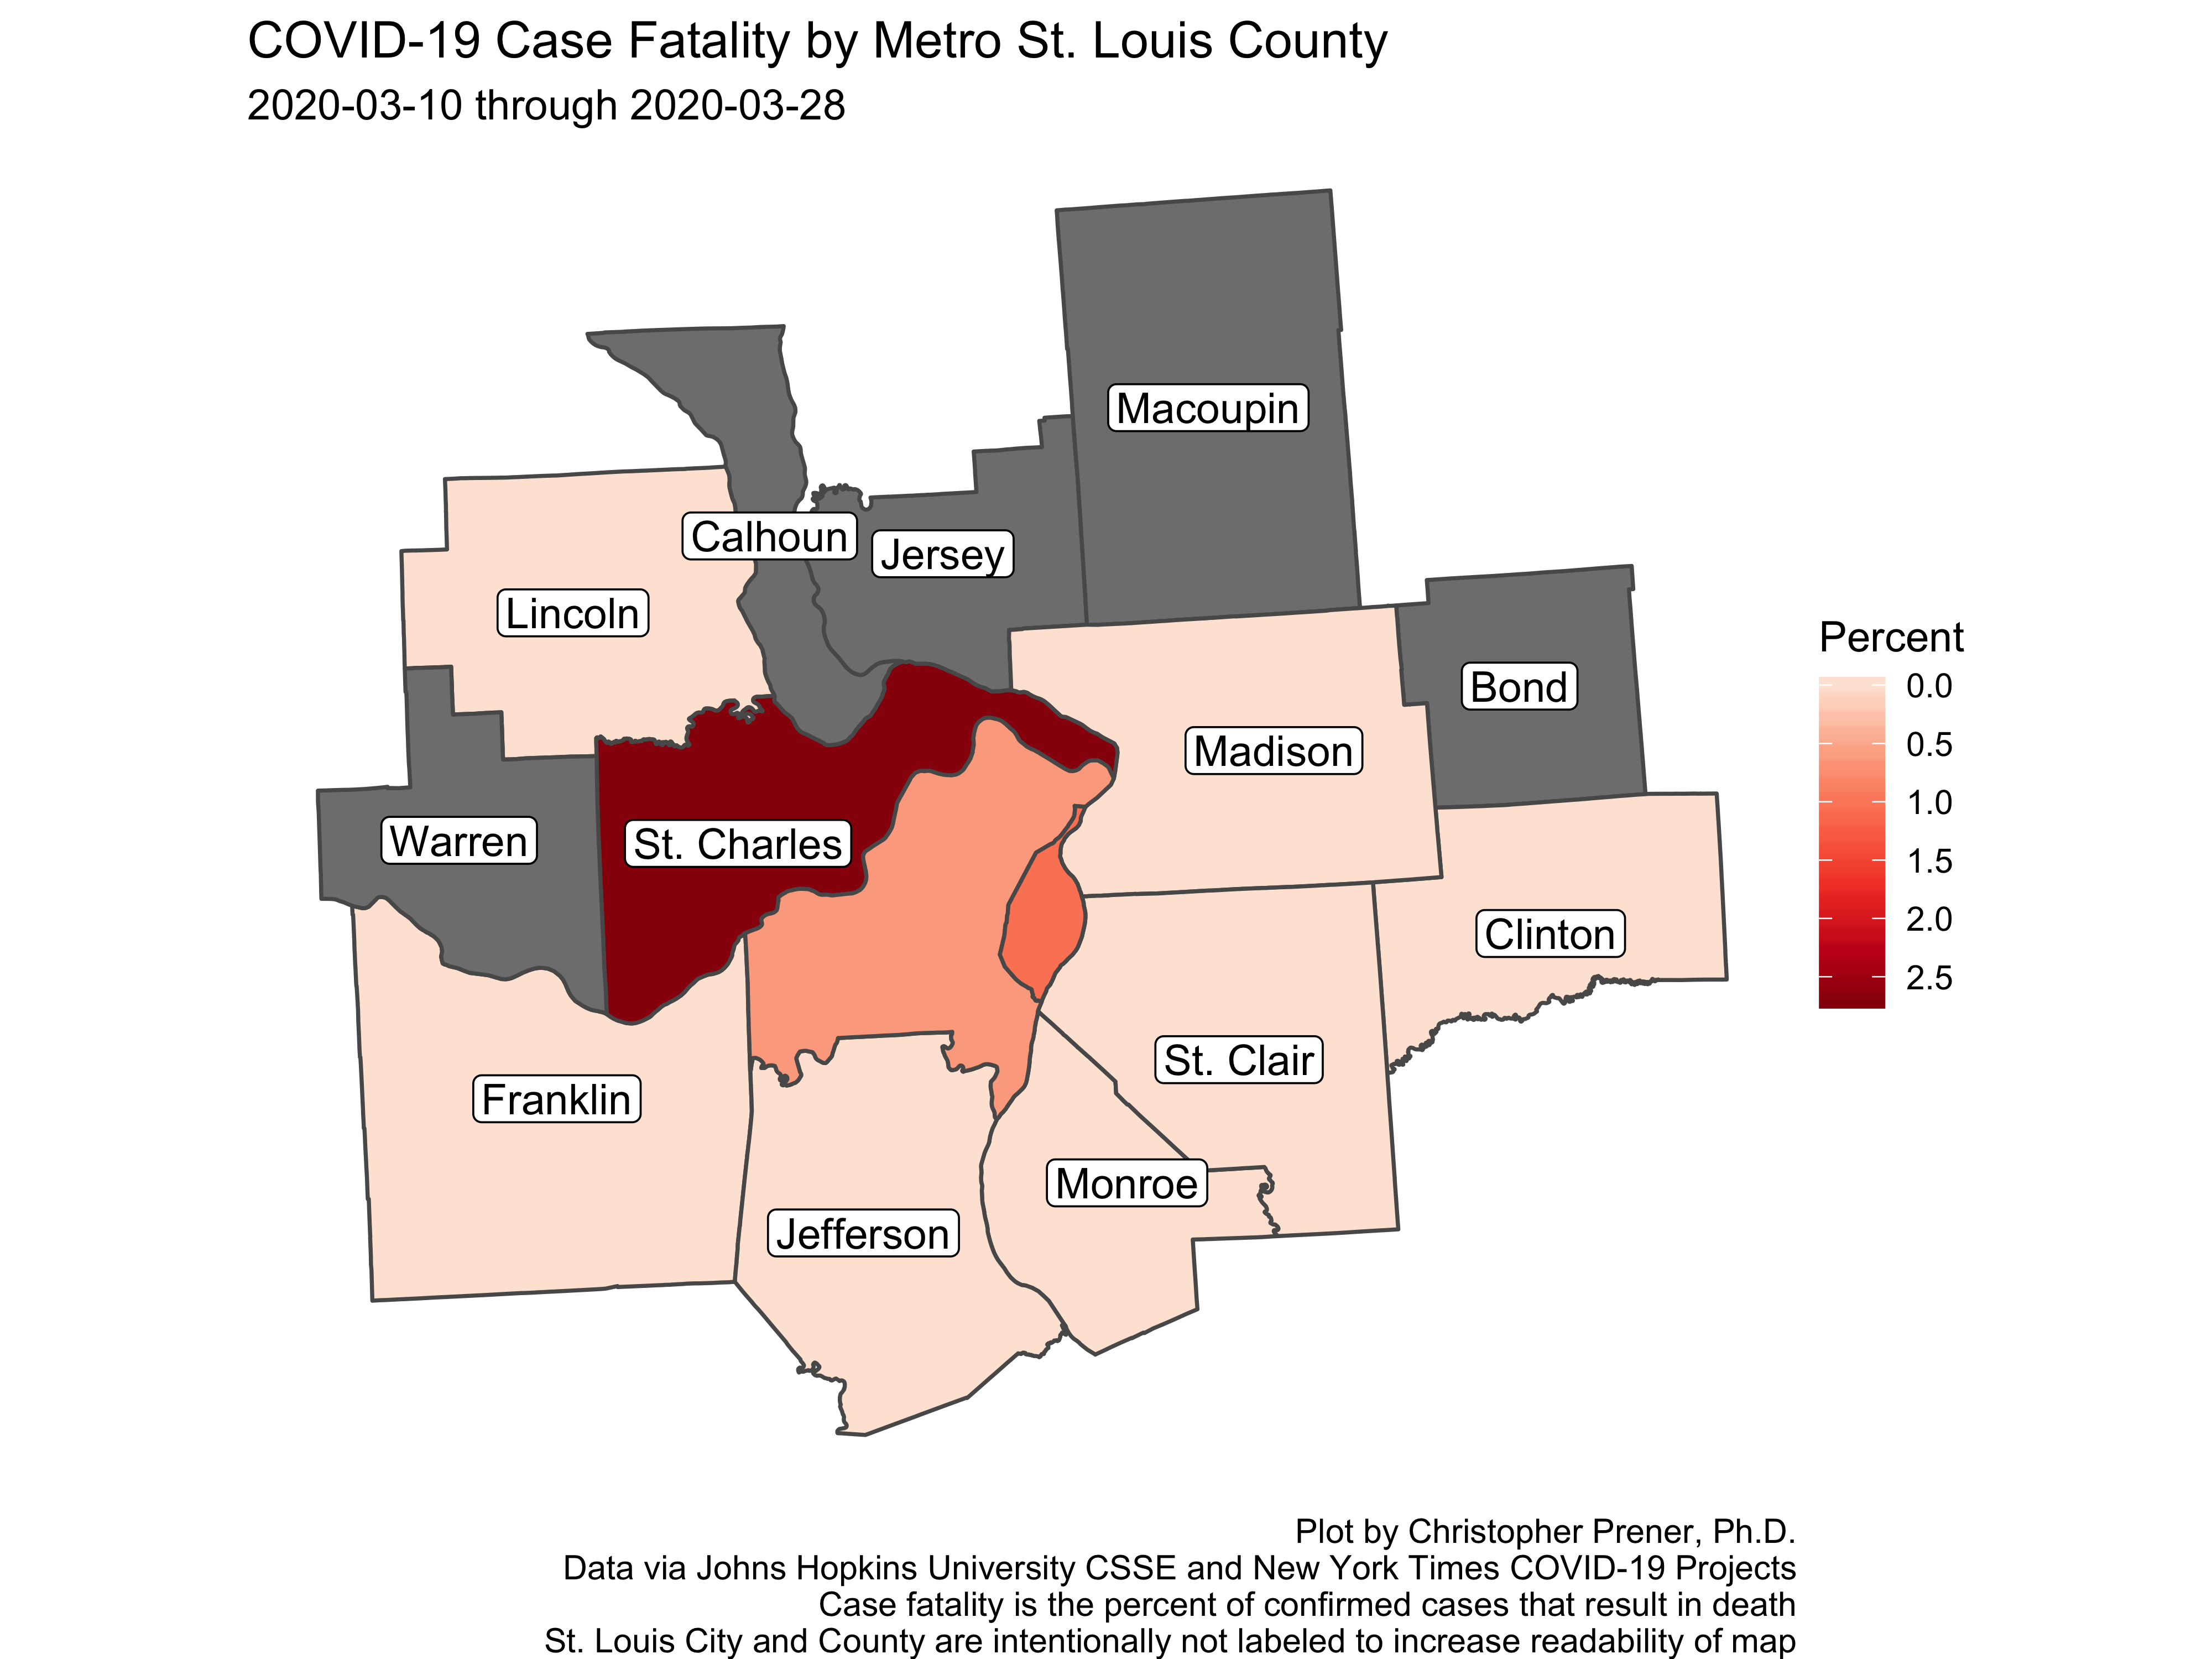 COVID-19 Case Fatality by Metro St. Louis County
2020-03-10 through 2020-03-28
Macoupin
Calhoun
Jersey
Lincoln
Bond
Madison
Warren
St. Charles
Clinton
St. Clair
Franklin
Monroe
Jefferson
Percent
0.0
0.5
1.0
1.5
2.0
2.5
Plot by Christopher Prener, Ph.D.
Data via Johns Hopkins University CSSE and New York Times COVID-19 Projects
Case fatality is the percent of confirmed cases that result in death
St. Louis City and County are intentionally not labeled to increase readability of map